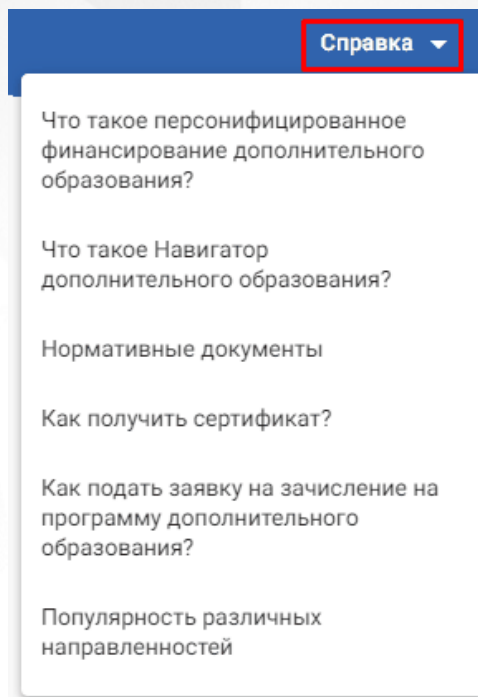 Справка
Что такое персонифицированное
финансирование дополнительного
образования?
Что такое Навигатор
дополнительного образования?
Нормативные документы
Как получить сертификат?
Как подать заявку на зачисление на
программу дополнительного
образования?
Популярность различных
направленностей